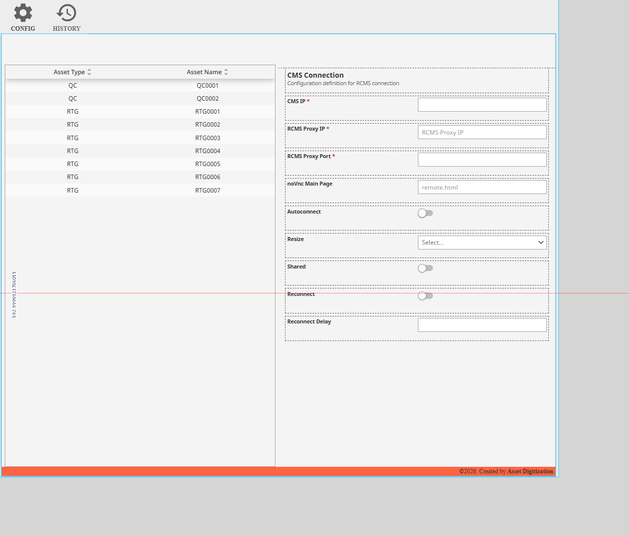 CONFIG
HISTORY
Asset Type Asset Name
QC QC0001
QC QC0002
RTG RTG0001
RTG RTG0002
RTG RTG0003
RTG RTG0004
RTG RTG0005
RTG RTG0006
RTG RTG0007
CMS Connection
Configuration definition for RCMS connection
CMS IP *
RCMS Proxy IP *
RCMS Proxy IP
RCMS Proxy Port *
noVnc Main Page
remote.html
Autoconnect
Resize
Select...
Shared
Reconnect
Reconnect Delay
©2026. Created by Asset Digitization